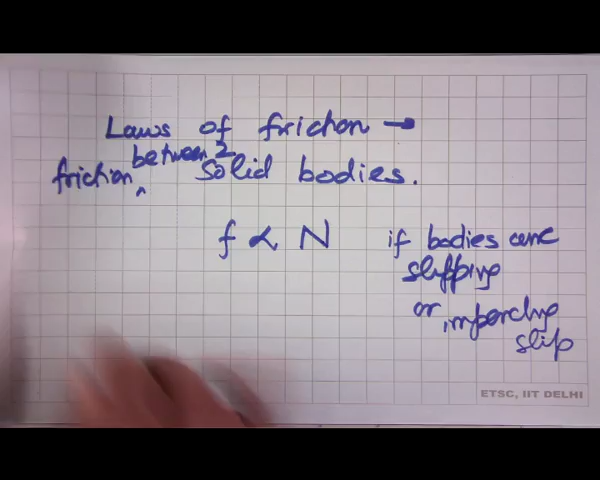 Laws of friction →
between 2
friction ^ solid bodies.
f ∝ N if bodies are
slipping
or impending
slip
ETSC, IIT DELHI